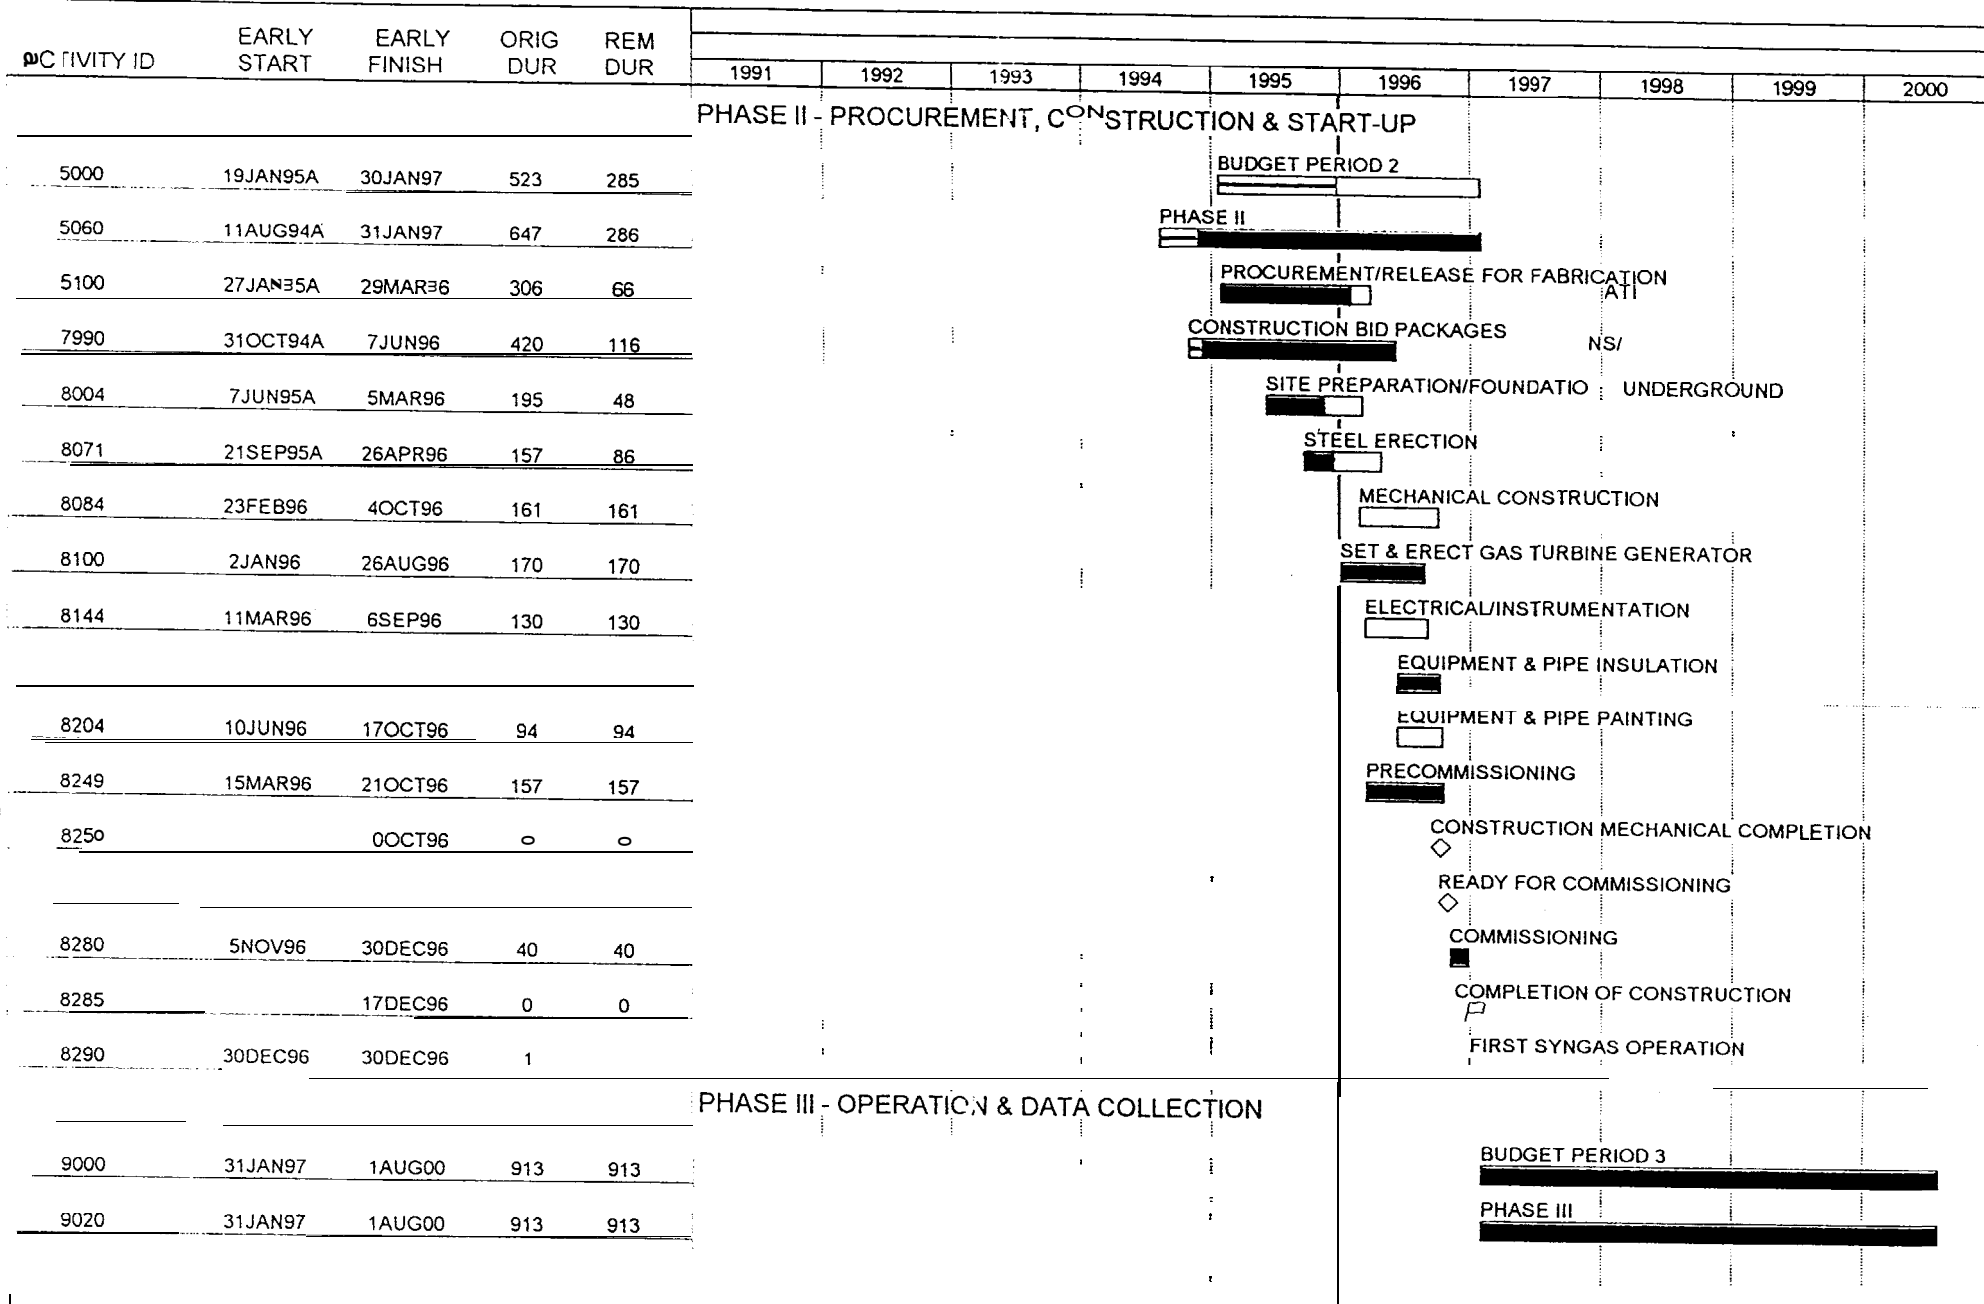 ACTIVITY ID EARLY START EARLY FINISH ORIG DUR REM DUR
1991 1992 1993 1994 1995 1996 1997 1998 1999 2000
PHASE II - PROCUREMENT, CONSTRUCTION & START-UP
BUDGET PERIOD 2
5000 19JAN95A 30JAN97 523 285
PHASE II
5060 11AUG94A 31JAN97 647 286
PROCUREMENT/RELEASE FOR FABRICATION
ATI
5100 27JAN35A 29MAR36 306 66
CONSTRUCTION BID PACKAGES
NS/
7990 31OCT94A 7JUN96 420 116
SITE PREPARATION/FOUNDATIO UNDERGROUND
8004 7JUN95A 5MAR96 195 48
STEEL ERECTION
8071 21SEP95A 26APR96 157 86
MECHANICAL CONSTRUCTION
8084 23FEB96 4OCT96 161 161
SET & ERECT GAS TURBINE GENERATOR
8100 2JAN96 26AUG96 170 170
ELECTRICAL/INSTRUMENTATION
8144 11MAR96 6SEP96 130 130
EQUIPMENT & PIPE INSULATION
EQUIPMENT & PIPE PAINTING
8204 10JUN96 17OCT96 94 94
PRECOMMISSIONING
8249 15MAR96 21OCT96 157 157
CONSTRUCTION MECHANICAL COMPLETION
8250 0OCT96 0 0
READY FOR COMMISSIONING
COMMISSIONING
8280 5NOV96 30DEC96 40 40
COMPLETION OF CONSTRUCTION
8285 17DEC96 0 0
FIRST SYNGAS OPERATION
8290 30DEC96 30DEC96 1
PHASE III - OPERATION & DATA COLLECTION
BUDGET PERIOD 3
9000 31JAN97 1AUG00 913 913
PHASE III
9020 31JAN97 1AUG00 913 913